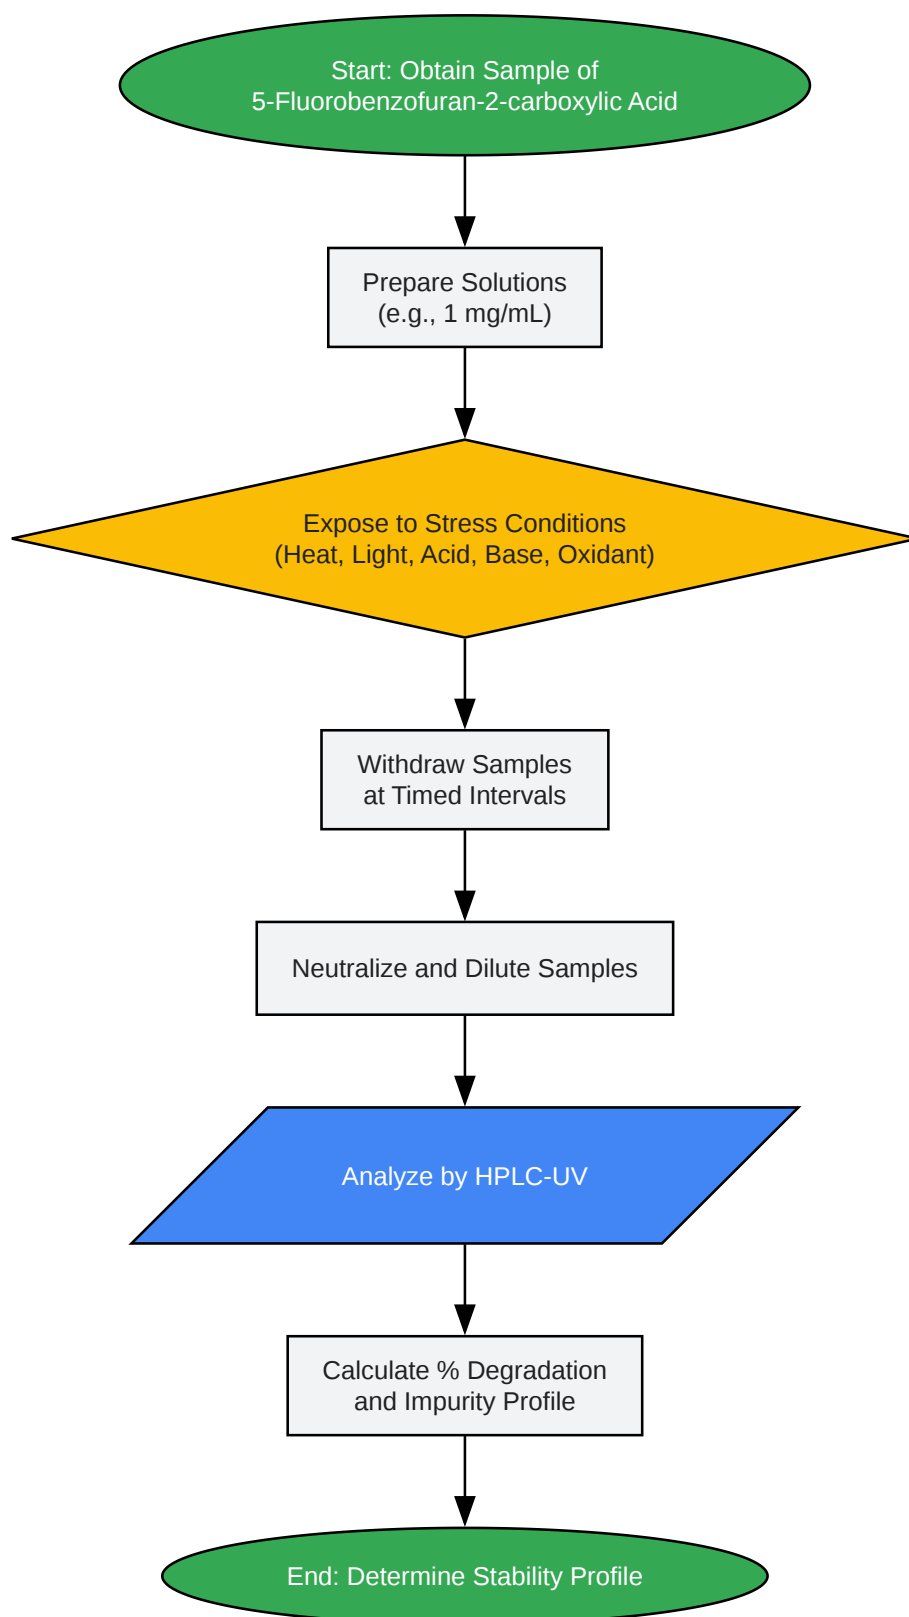 Start: Obtain Sample of
5-Fluorobenzofuran-2-carboxylic Acid
Prepare Solutions
(e.g., 1 mg/mL)
Expose to Stress Conditions
(Heat, Light, Acid, Base, Oxidant)
Withdraw Samples
at Timed Intervals
Neutralize and Dilute Samples
Analyze by HPLC-UV
Calculate % Degradation
and Impurity Profile
End: Determine Stability Profile